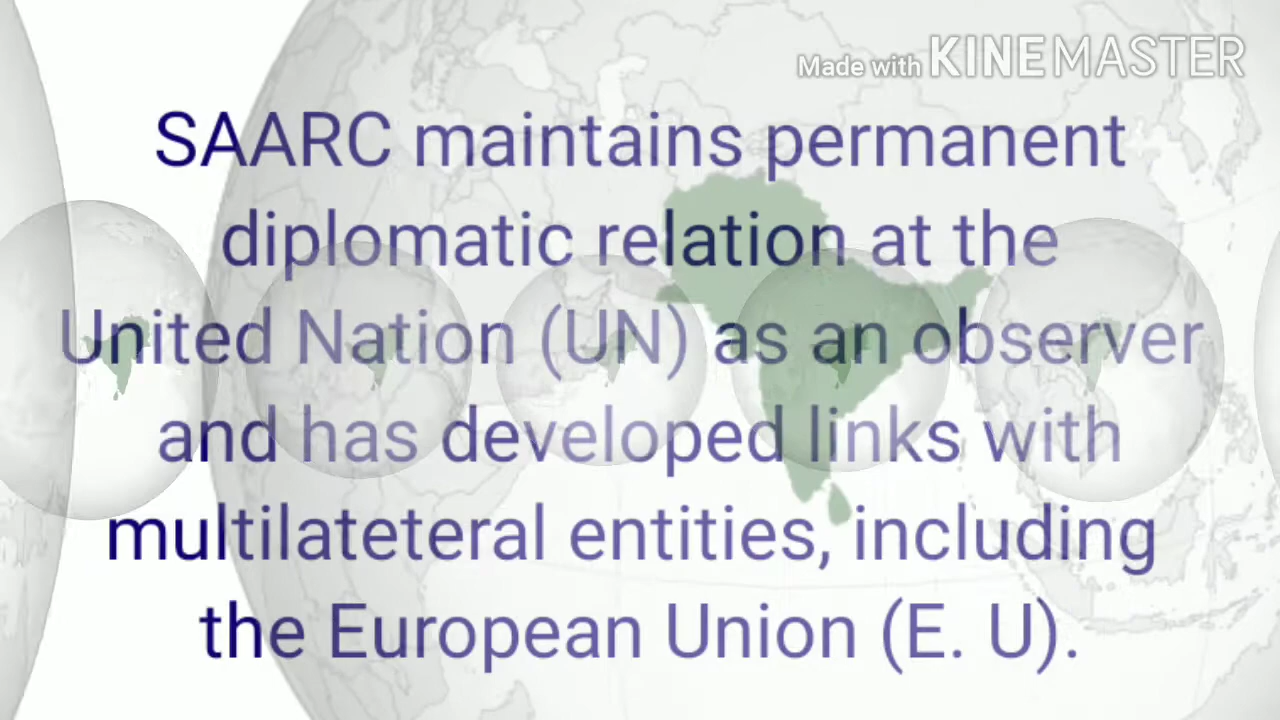 Made with KINEMASTER
SAARC maintains permanent
diplomatic relation at the
United Nation (UN) as an observer
and has developed links with
multilateteral entities, including
the European Union (E. U).